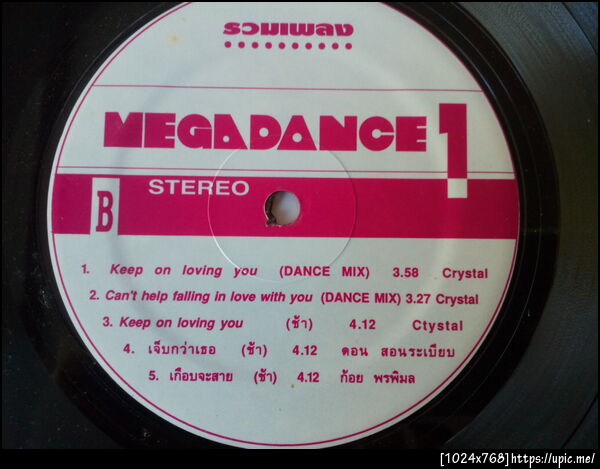 รวมเพลง
MEGADANCE 1
B STEREO
1. Keep on loving you (DANCE MIX) 3.58 Crystal
2. Can't help falling in love with you (DANCE MIX) 3.27 Crystal
3. Keep on loving you (ช้า) 4.12 Ctystal
4. เจ็บกว่าเธอ (ช้า) 4.12 ดอน สอนระเบียบ
5. เกือบจะสาย (ช้า) 4.12 ก้อย พรพิมล
[1024x768]https://upic.me/